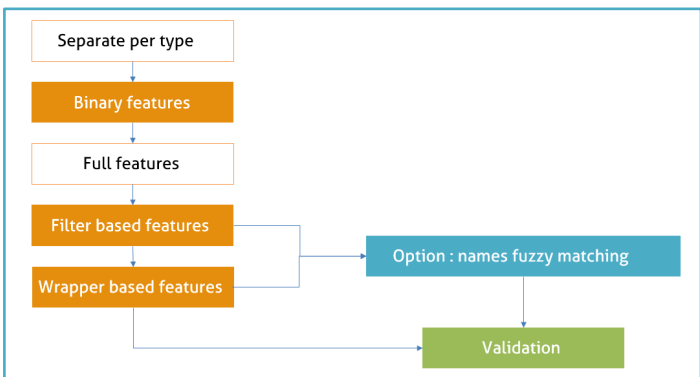 Separate per type
Binary features
Full features
Filter based features
Option : names fuzzy matching
Wrapper based features
Validation